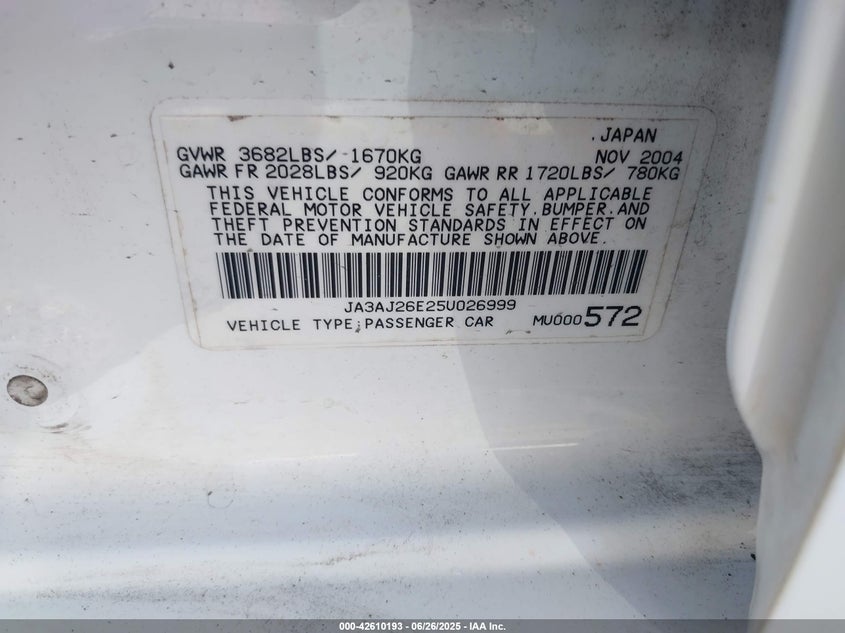 .JAPAN
GVWR 3682LBS/ -1670KG NOV 2004
GAWR FR 2028LBS/ 920KG GAWR RR 1720LBS/ 780KG
THIS VEHICLE CONFORMS TO ALL APPLICABLE
FEDERAL MOTOR VEHICLE SAFETY, BUMPER, AND
THEFT PREVENTION STANDARDS IN EFFECT ON
THE DATE OF MANUFACTURE SHOWN ABOVE.
JA3AJ26E25U026999
VEHICLE TYPE;PASSENGER CAR MU000572
000-42610193 - 06/26/2025 - IAA Inc.